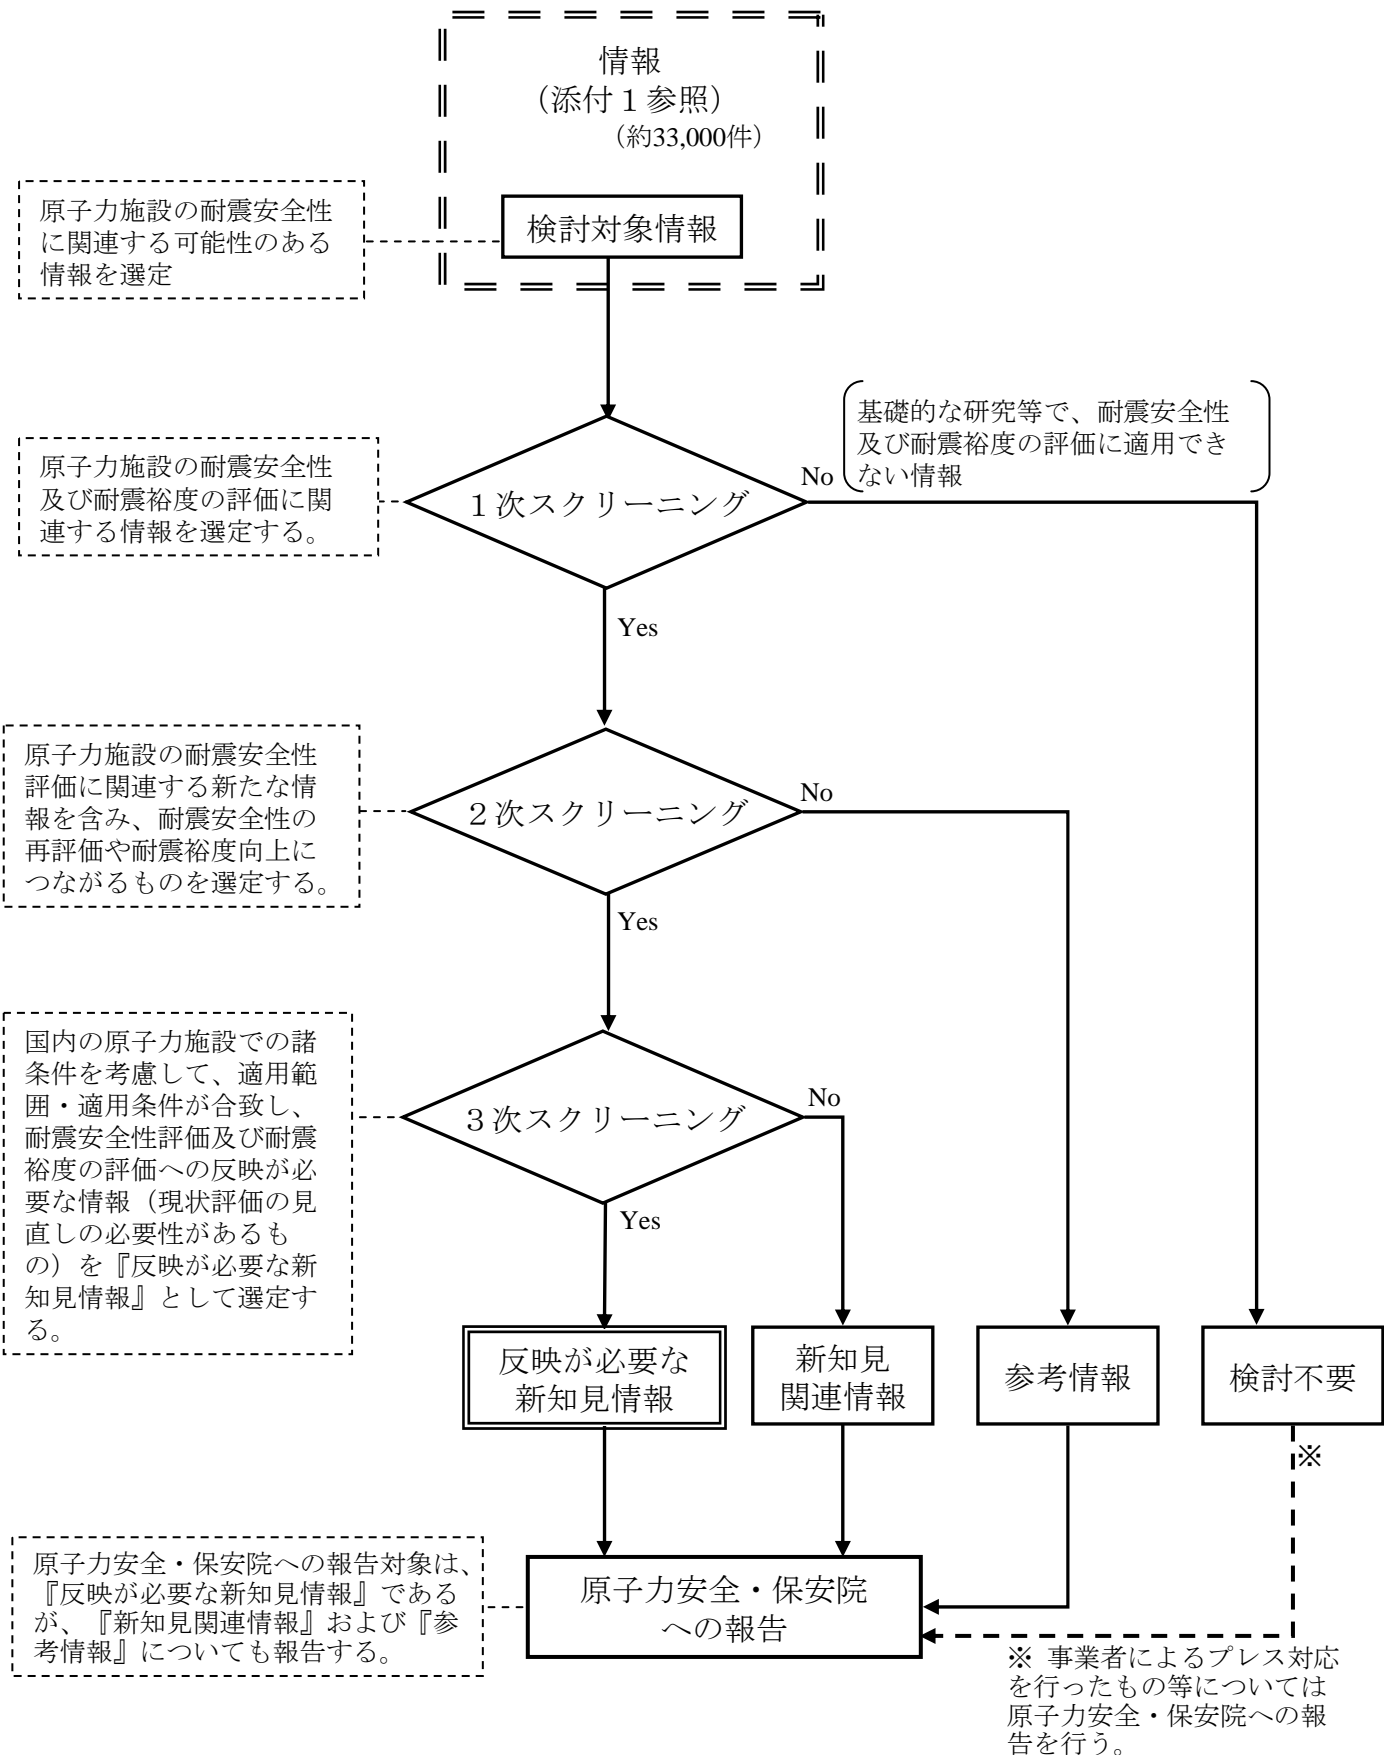 情報
（添付１参照）
（約33,000件）
原子力施設の耐震安全性
に関連する可能性のある
情報を選定
検討対象情報
基礎的な研究等で、耐震安全性
及び耐震裕度の評価に適用でき
ない情報
原子力施設の耐震安全性
及び耐震裕度の評価に関
連する情報を選定する。
１次スクリーニング
No
Yes
原子力施設の耐震安全性
評価に関連する新たな情
報を含み、耐震安全性の
再評価や耐震裕度向上に
つながるものを選定する。
２次スクリーニング
No
Yes
国内の原子力施設での諸
条件を考慮して、適用範
囲・適用条件が合致し、
耐震安全性評価及び耐震
裕度の評価への反映が必
要な情報（現状評価の見
直しの必要性があるも
の）を『反映が必要な新
知見情報』として選定す
る。
３次スクリーニング
No
Yes
反映が必要な
新知見情報
新知見
関連情報
参考情報
検討不要
※
原子力安全・保安院への報告対象は、
『反映が必要な新知見情報』である
が、『新知見関連情報』および『参
考情報』についても報告する。
原子力安全・保安院
への報告
※ 事業者によるプレス対応
を行ったもの等については
原子力安全・保安院への報
告を行う。